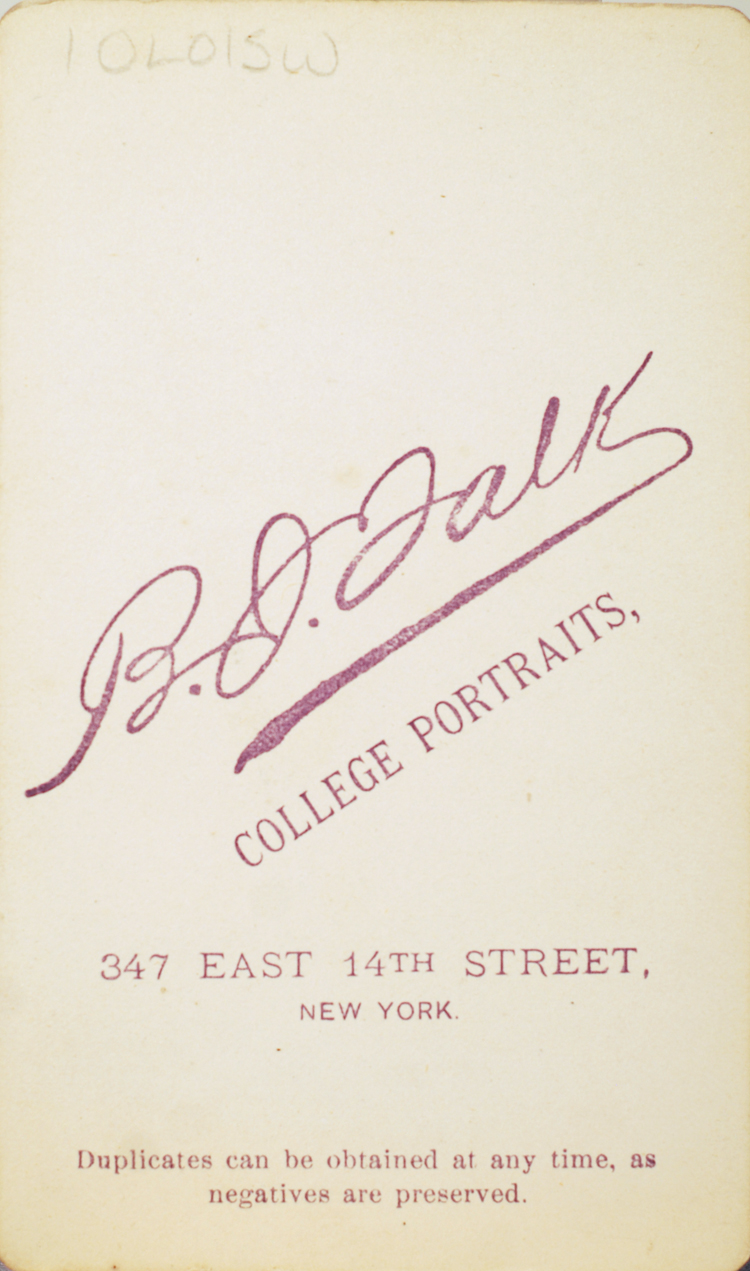 10L015W
B.J. Falk
COLLEGE PORTRAITS,
347 EAST 14TH STREET,
NEW YORK.
Duplicates can be obtained at any time, as
negatives are preserved.